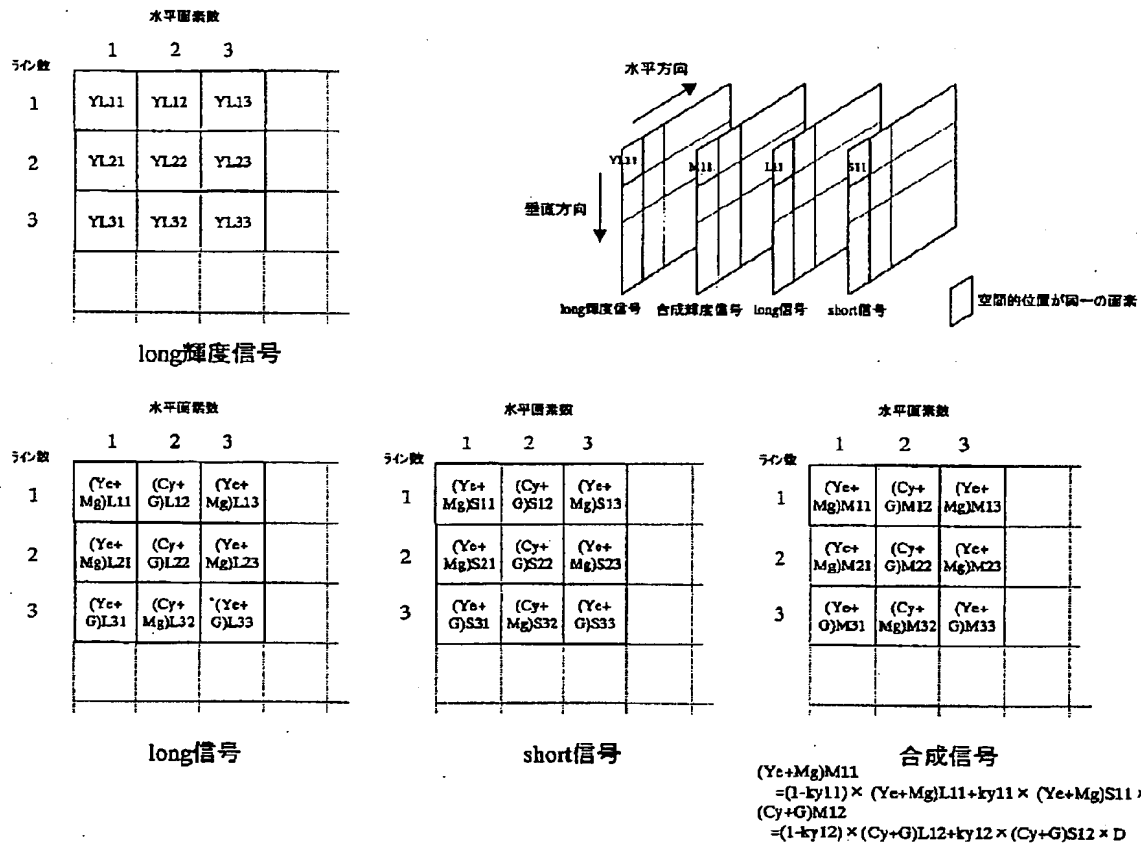 水平画素数
1 2 3
ライン数
1 YL11 YL12 YL13
2 YL21 YL22 YL23
3 YL31 YL32 YL33
long輝度信号
水平方向
垂直方向
YL11 M11 L11 S11
long輝度信号 合成輝度信号 long信号 short信号
空間的位置が同一の画素
水平画素数
1 2 3
ライン数
1 (Ye+Mg)L11 (Cy+G)L12 (Ye+Mg)L13
2 (Ye+Mg)L21 (Cy+G)L22 (Ye+Mg)L23
3 (Ye+G)L31 (Cy+Mg)L32 (Ye+G)L33
long信号
水平画素数
1 2 3
ライン数
1 (Ye+Mg)S11 (Cy+G)S12 (Ye+Mg)S13
2 (Ye+Mg)S21 (Cy+G)S22 (Ye+Mg)S23
3 (Ye+G)S31 (Cy+Mg)S32 (Ye+G)S33
short信号
水平画素数
1 2 3
ライン数
1 (Ye+Mg)M11 (Cy+G)M12 (Ye+Mg)M13
2 (Ye+Mg)M21 (Cy+G)M22 (Ye+Mg)M23
3 (Ye+G)M31 (Cy+Mg)M32 (Ye+G)M33
合成信号
(Ye+Mg)M11
=(1-ky11)×(Ye+Mg)L11+ky11×(Ye+Mg)S11×
(Cy+G)M12
=(1-ky12)×(Cy+G)L12+ky12×(Cy+G)S12×D